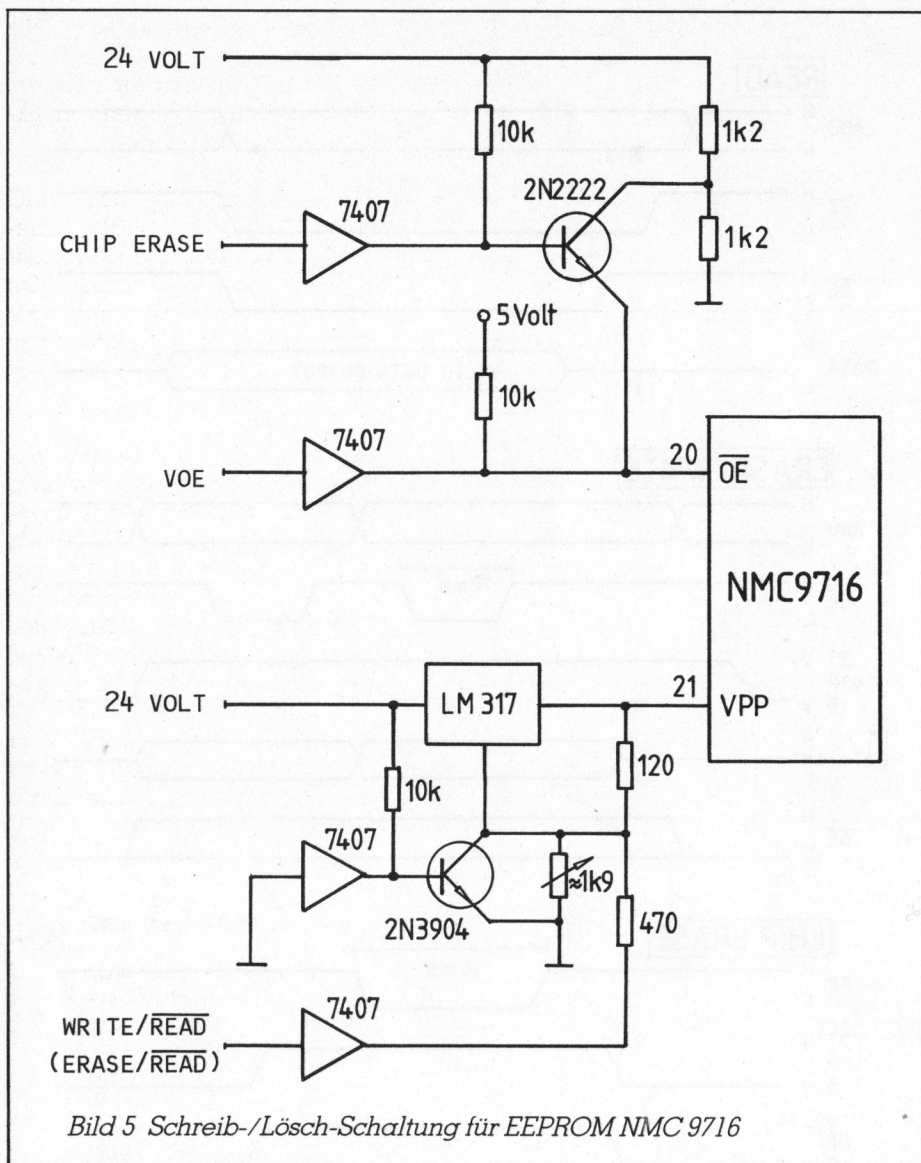 24 VOLT
10k
1k2
2N2222
7407
CHIP ERASE
1k2
5 Volt
10k
7407
VOE
20
OE
NMC9716
24 VOLT
LM 317
21
VPP
120
10k
7407
≈1k9
2N3904
470
7407
WRITE/READ
(ERASE/READ)
Bild 5 Schreib-/Lösch-Schaltung für EEPROM NMC 9716